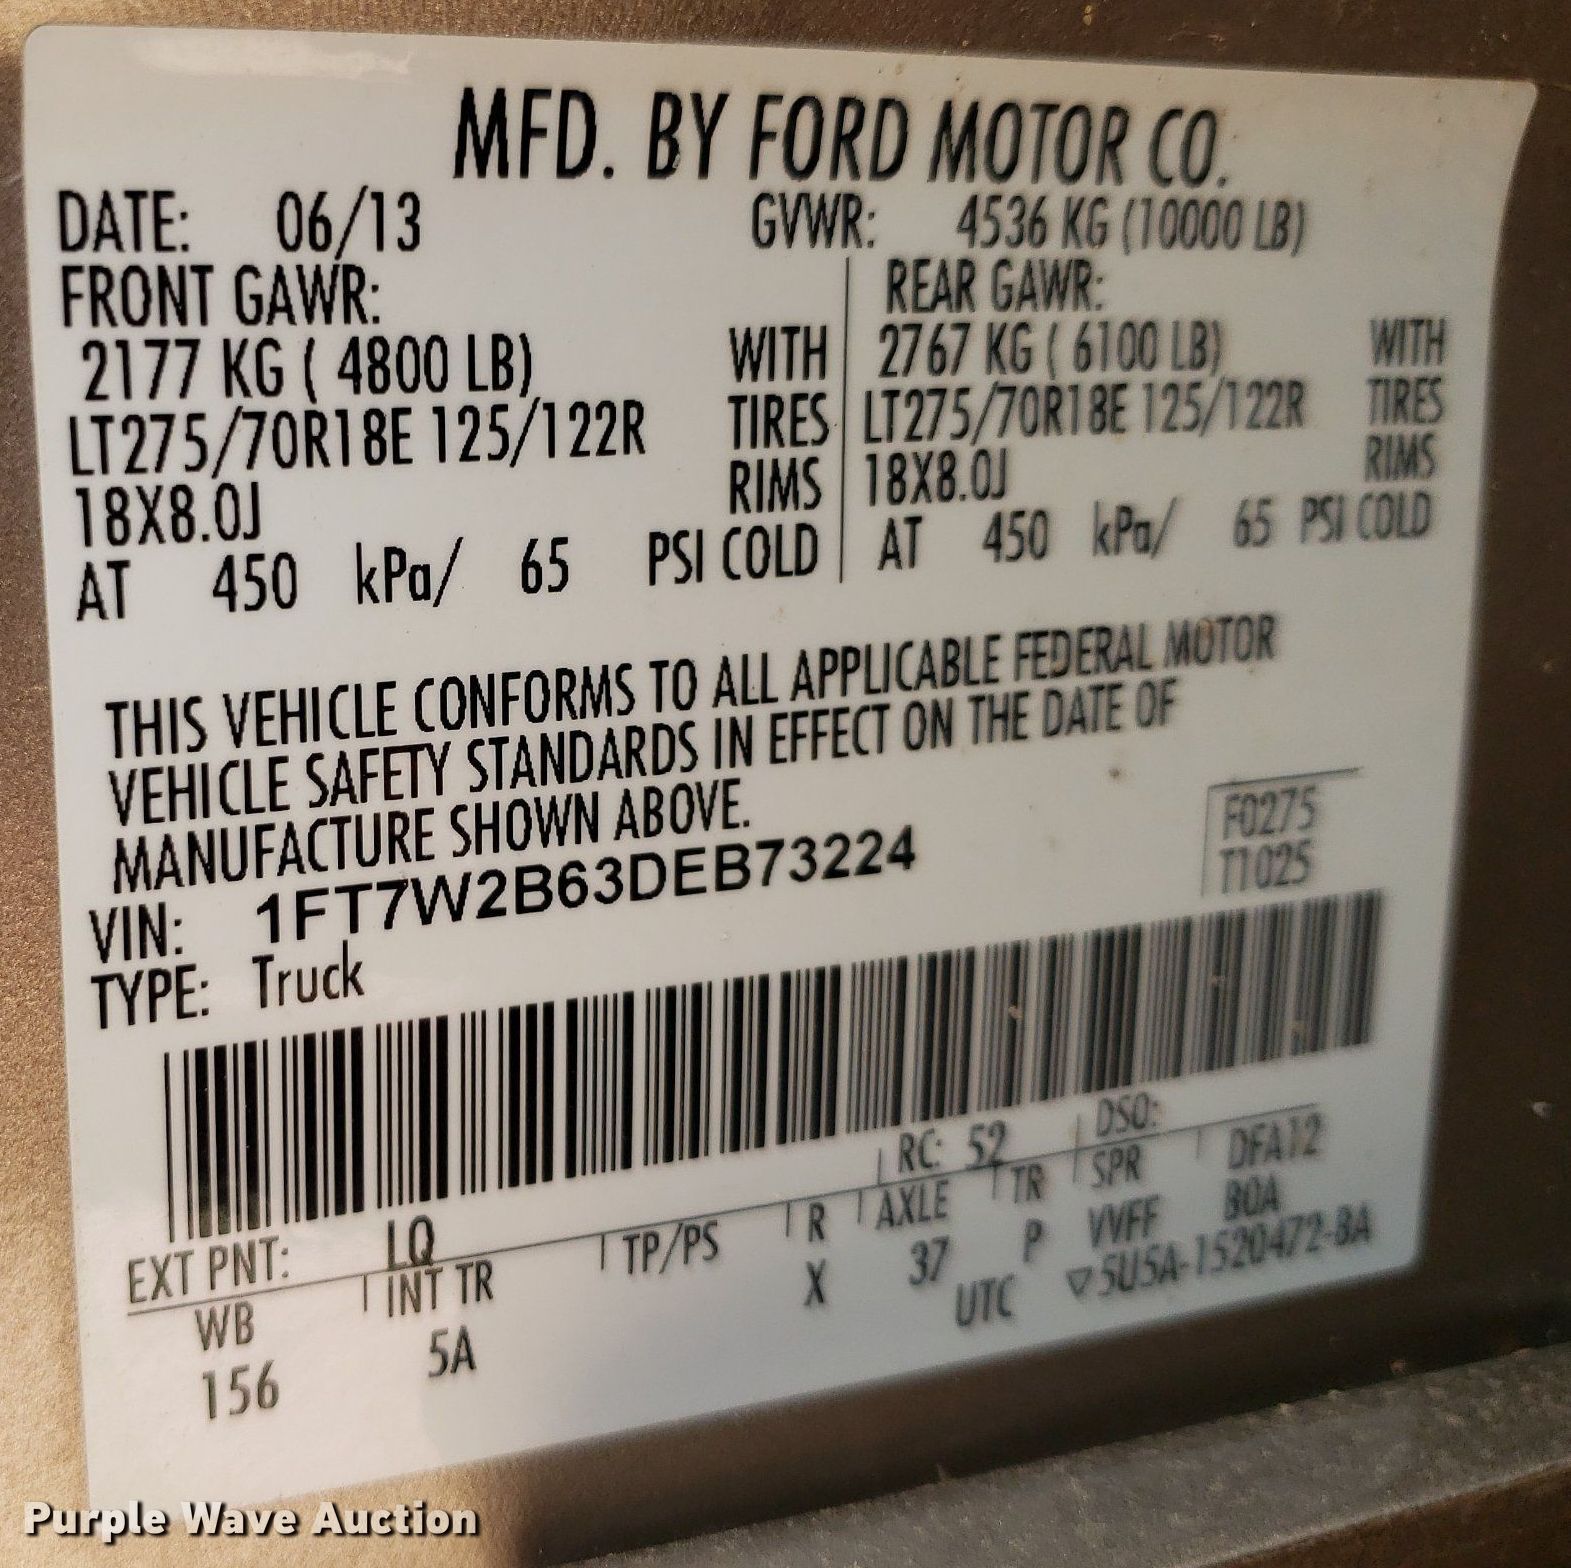 MFD. BY FORD MOTOR CO.
DATE: 06/13 GVWR: 4536 KG (10000 LB)
FRONT GAWR: REAR GAWR:
2177 KG ( 4800 LB) WITH 2767 KG ( 6100 LB) WITH
LT275/70R18E 125/122R TIRES LT275/70R18E 125/122R TIRES
18X8.0J RIMS 18X8.0J RIMS
AT 450 kPa/ 65 PSI COLD AT 450 kPa/ 65 PSI COLD
THIS VEHICLE CONFORMS TO ALL APPLICABLE FEDERAL MOTOR
VEHICLE SAFETY STANDARDS IN EFFECT ON THE DATE OF
MANUFACTURE SHOWN ABOVE.
F0275
VIN: 1FT7W2B63DEB73224 T1025
TYPE: Truck
EXT PNT: LQ RC: 52 DSO:
WB INT TR TP/PS R AXLE TR SPR DFA12
156 5A X 37 P VVFF BOA
UTC ▽5U5A-1520472-BA
Purple Wave Auction